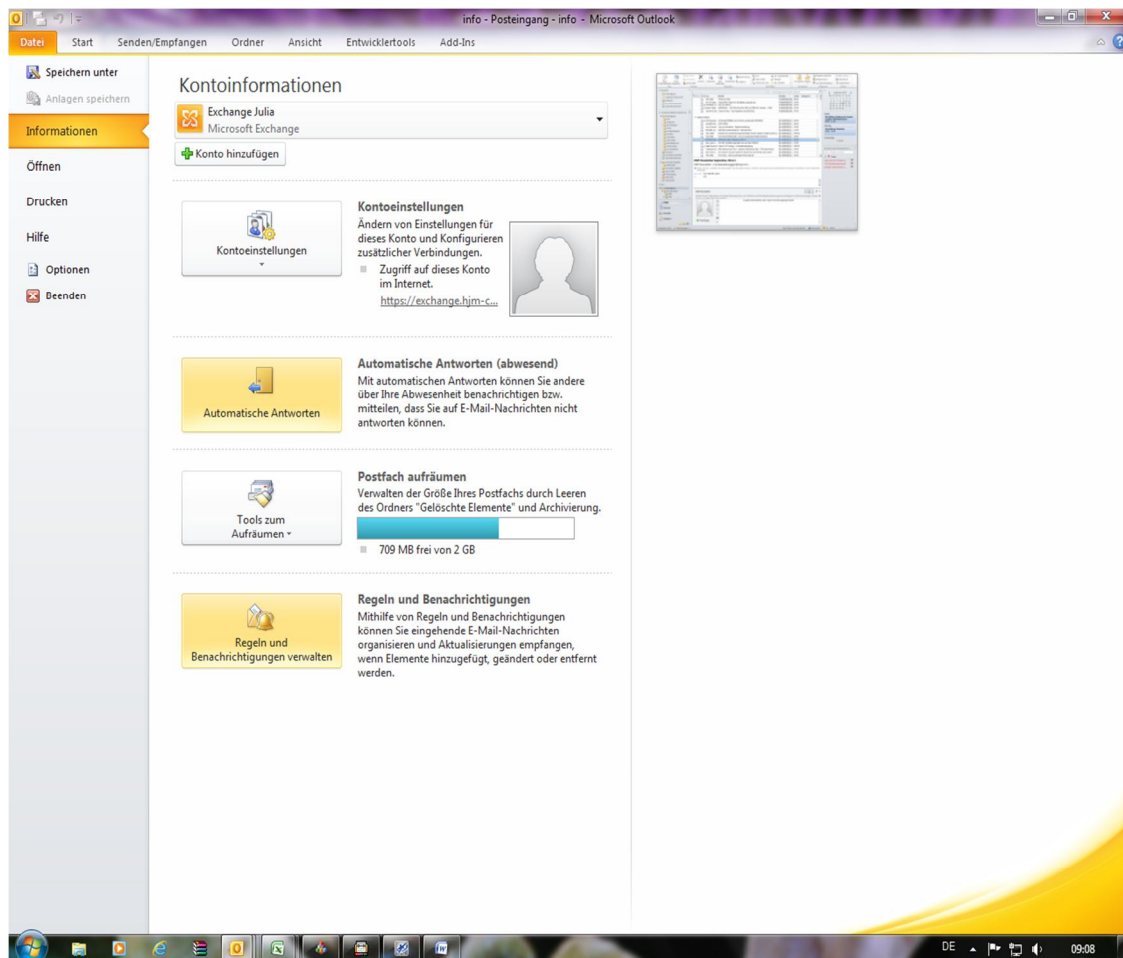 info - Posteingang - info - Microsoft Outlook
Datei Start Senden/Empfangen Ordner Ansicht Entwicklertools Add-Ins
Speichern unter
Anlagen speichern
Informationen
Öffnen
Drucken
Hilfe
Optionen
Beenden
Kontoinformationen
Exchange Julia
Microsoft Exchange
Konto hinzufügen
Kontoeinstellungen
Kontoeinstellungen
Ändern von Einstellungen für
dieses Konto und Konfigurieren
zusätzlicher Verbindungen.
Zugriff auf dieses Konto
im Internet.
https://exchange.hjm-c...
Automatische Antworten
Automatische Antworten (abwesend)
Mit automatischen Antworten können Sie andere
über Ihre Abwesenheit benachrichtigen bzw.
mitteilen, dass Sie auf E-Mail-Nachrichten nicht
antworten können.
Tools zum
Aufräumen
Postfach aufräumen
Verwalten der Größe Ihres Postfachs durch Leeren
des Ordners "Gelöschte Elemente" und Archivierung.
709 MB frei von 2 GB
Regeln und
Benachrichtigungen verwalten
Regeln und Benachrichtigungen
Mithilfe von Regeln und Benachrichtigungen
können Sie eingehende E-Mail-Nachrichten
organisieren und Aktualisierungen empfangen,
wenn Elemente hinzugefügt, geändert oder entfernt
werden.
DE 09:08